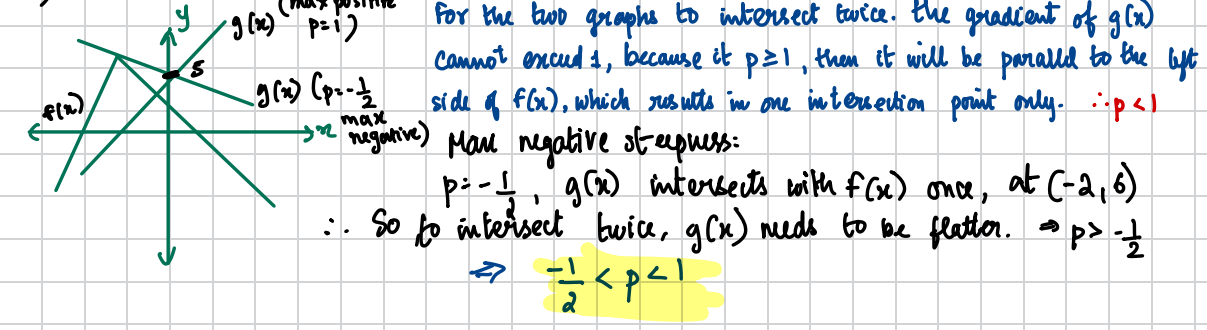 (max positive
y
g(x) p=1)
5
g(x) (p=-1/2
f(x)
x max
negative)
For the two graphs to intersect twice. the gradient of g(x)
cannot exceed 1, because if p≥1, then it will be parallel to the left
side of f(x), which results in one intersection point only. ∴p<1
Max negative steepness:
p=-1/2, g(x) intersects with f(x) once, at (-2,6)
∴ So to intersect twice, g(x) needs to be flatter. ⇒ p>-1/2
⇔ -1/2 < p < 1